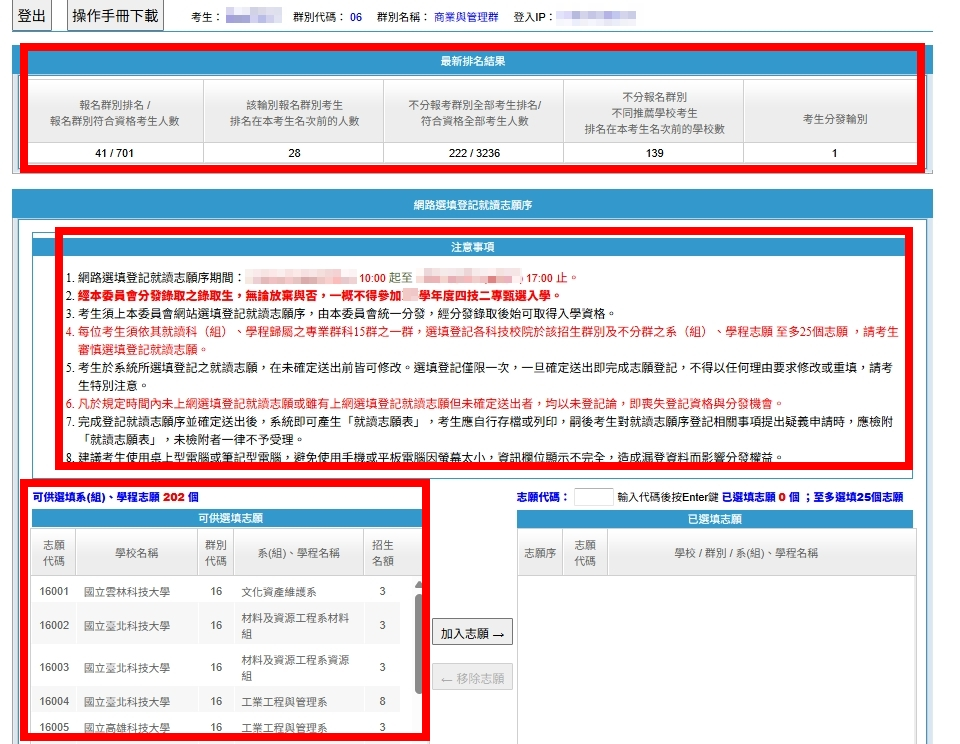 登出 操作手冊下載 考生： 群別代碼： 06 群別名稱： 商業與管理群 登入IP：
最新排名結果
報名群別排名 /
報名群別符合資格考生人數
該輪別報名群別考生
排名在本考生名次前的人數
不分報考群別全部考生排名/
符合資格全部考生人數
不分報名群別
不同推薦學校考生
排名在本考生名次前的學校數
考生分發輪別
41 / 701 28 222 / 3236 139 1
網路選填登記就讀志願序
注意事項
1. 網路選填登記就讀志願序期間： 10:00 起至 17:00 止。
2. 經本委員會分發錄取之錄取生，無論放棄與否，一概不得參加 學年度四技二專甄選入學。
3. 考生須上本委員會網站選填登記就讀志願序，由本委員會統一分發，經分發錄取後始可取得入學資格。
4. 每位考生須依其就讀科（組）、學程歸屬之專業群科15群之一群，選填登記各科技校院於該招生群別及不分群之系（組）、學程志願 至多25個志願 ，請考生
審慎選填登記就讀志願。
5. 考生於系統所選填登記之就讀志願，在未確定送出前皆可修改。選填登記僅限一次，一旦確定送出即完成志願登記，不得以任何理由要求修改或重填，請考
生特別注意。
6. 凡於規定時間內未上網選填登記就讀志願或雖有上網選填登記就讀志願但未確定送出者，均以未登記論，即喪失登記資格與分發機會。
7. 完成登記就讀志願序並確定送出後，系統即可產生「就讀志願表」，考生應自行存檔或列印，嗣後考生對就讀志願序登記相關事項提出疑義申請時，應檢附
「就讀志願表」，未檢附者一律不予受理。
8. 建議考生使用桌上型電腦或筆記型電腦，避免使用手機或平板電腦因螢幕太小，資訊欄位顯示不完全，造成漏登資料而影響分發權益。
可供選填系(組)、學程志願 202 個
可供選填志願
志願
代碼
學校名稱
群別
代碼
系(組)、學程名稱
招生
名額
16001 國立雲林科技大學 16 文化資產維護系 3
16002 國立臺北科技大學 16 材料及資源工程系材料
組 3
16003 國立臺北科技大學 16 材料及資源工程系資源
組 3
16004 國立臺北科技大學 16 工業工程與管理系 8
16005 國立高雄科技大學 16 工業工程與管理系 3
加入志願 →
← 移除志願
志願代碼： 輸入代碼後按Enter鍵 已選填志願 0 個 ；至多選填25個志願
已選填志願
志願序
志願
代碼
學校 / 群別 / 系(組)、學程名稱